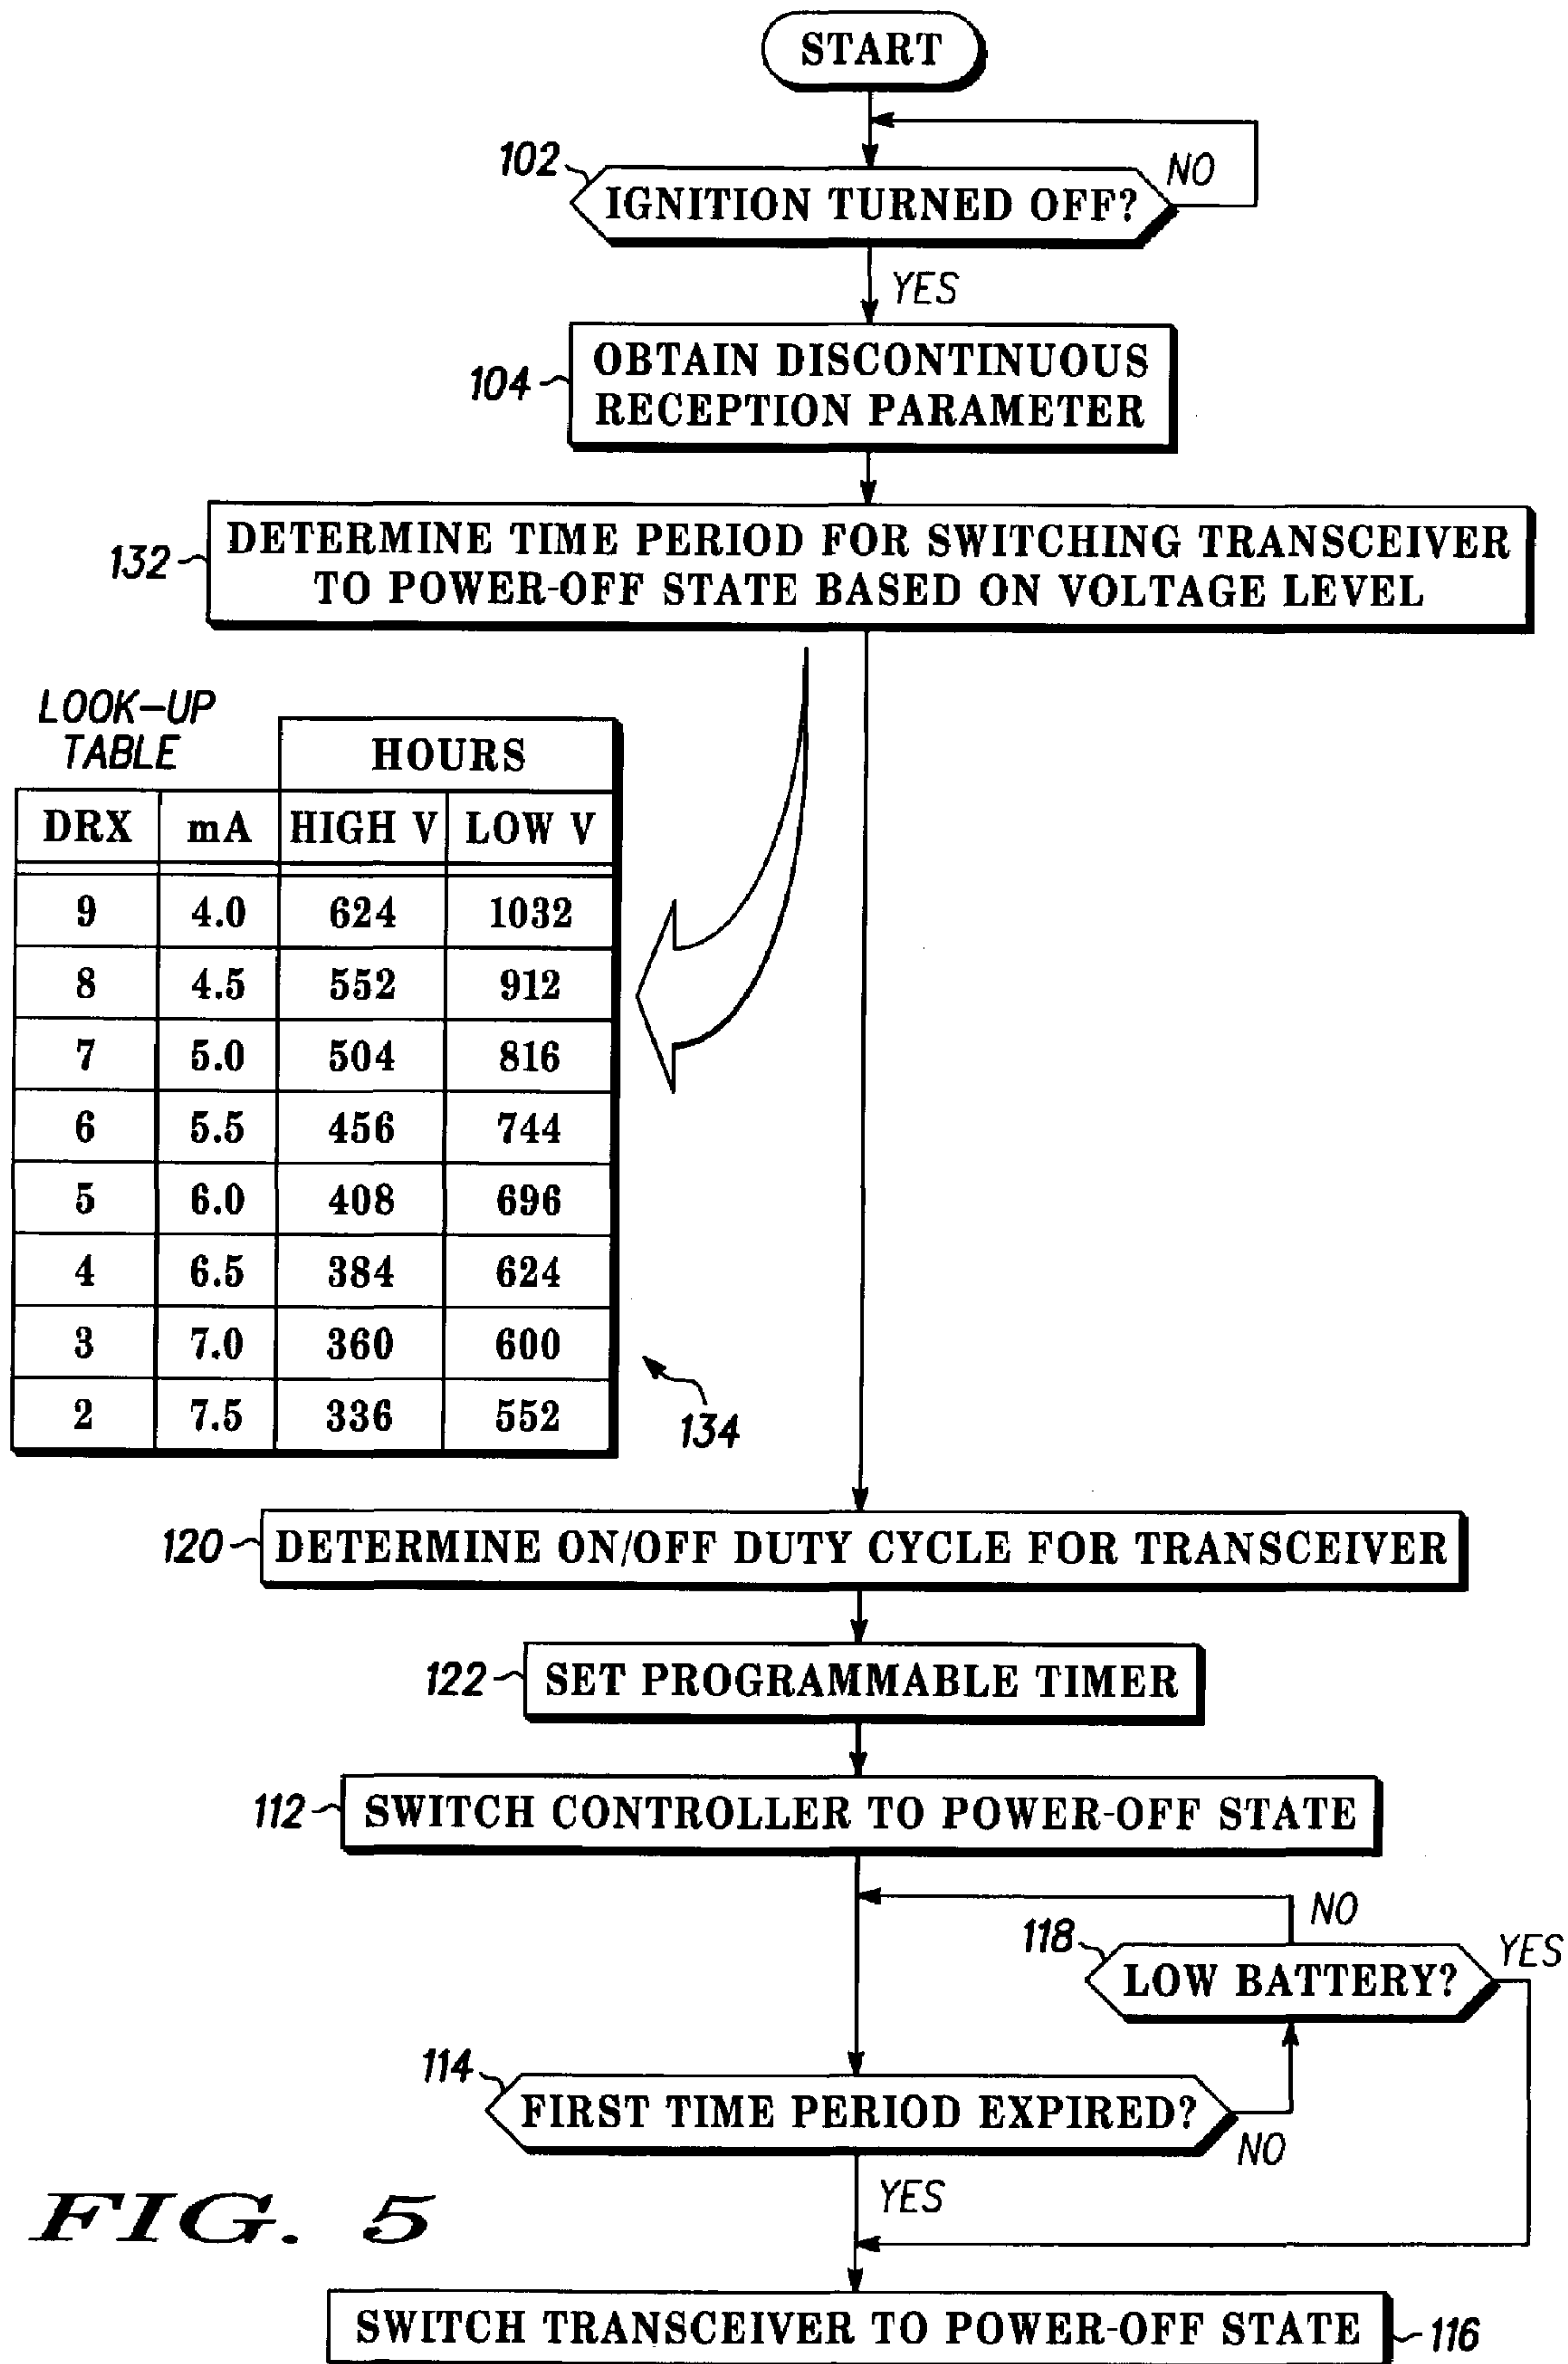 START
102
IGNITION TURNED OFF?
NO
YES
104
OBTAIN DISCONTINUOUS
RECEPTION PARAMETER
132
DETERMINE TIME PERIOD FOR SWITCHING TRANSCEIVER
TO POWER-OFF STATE BASED ON VOLTAGE LEVEL
LOOK-UP
TABLE
HOURS
DRX mA HIGH V LOW V
9 4.0 624 1032
8 4.5 552 912
7 5.0 504 816
6 5.5 456 744
5 6.0 408 696
4 6.5 384 624
3 7.0 360 600
2 7.5 336 552
134
120
DETERMINE ON/OFF DUTY CYCLE FOR TRANSCEIVER
122
SET PROGRAMMABLE TIMER
112
SWITCH CONTROLLER TO POWER-OFF STATE
NO
118
LOW BATTERY?
YES
114
FIRST TIME PERIOD EXPIRED?
NO
YES
FIG. 5
SWITCH TRANSCEIVER TO POWER-OFF STATE
116